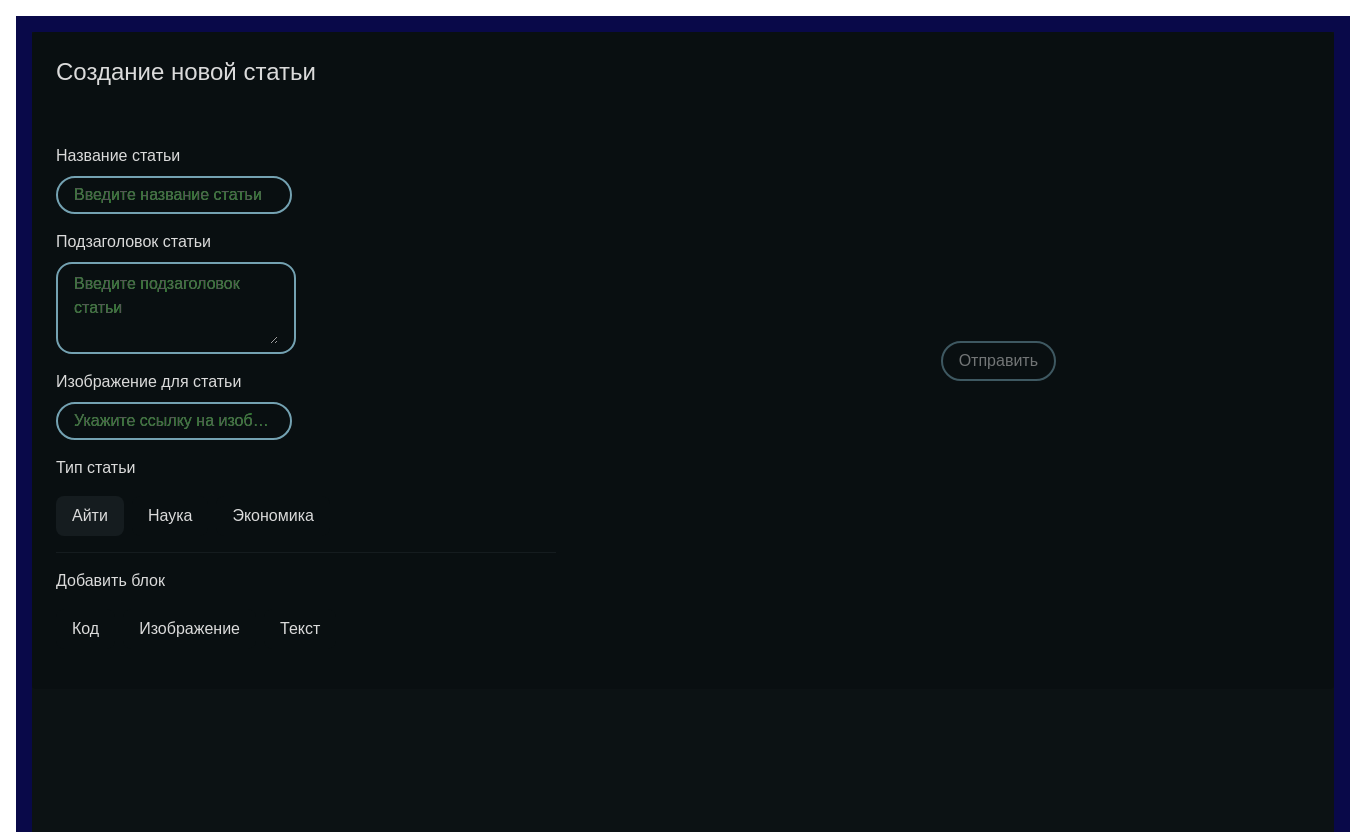 Создание новой статьи
Название статьи
Введите название статьи
Подзаголовок статьи
Введите подзаголовок
статьи
Отправить
Изображение для статьи
Укажите ссылку на изоб…
Тип статьи
Айти Наука Экономика
Добавить блок
Код Изображение Текст